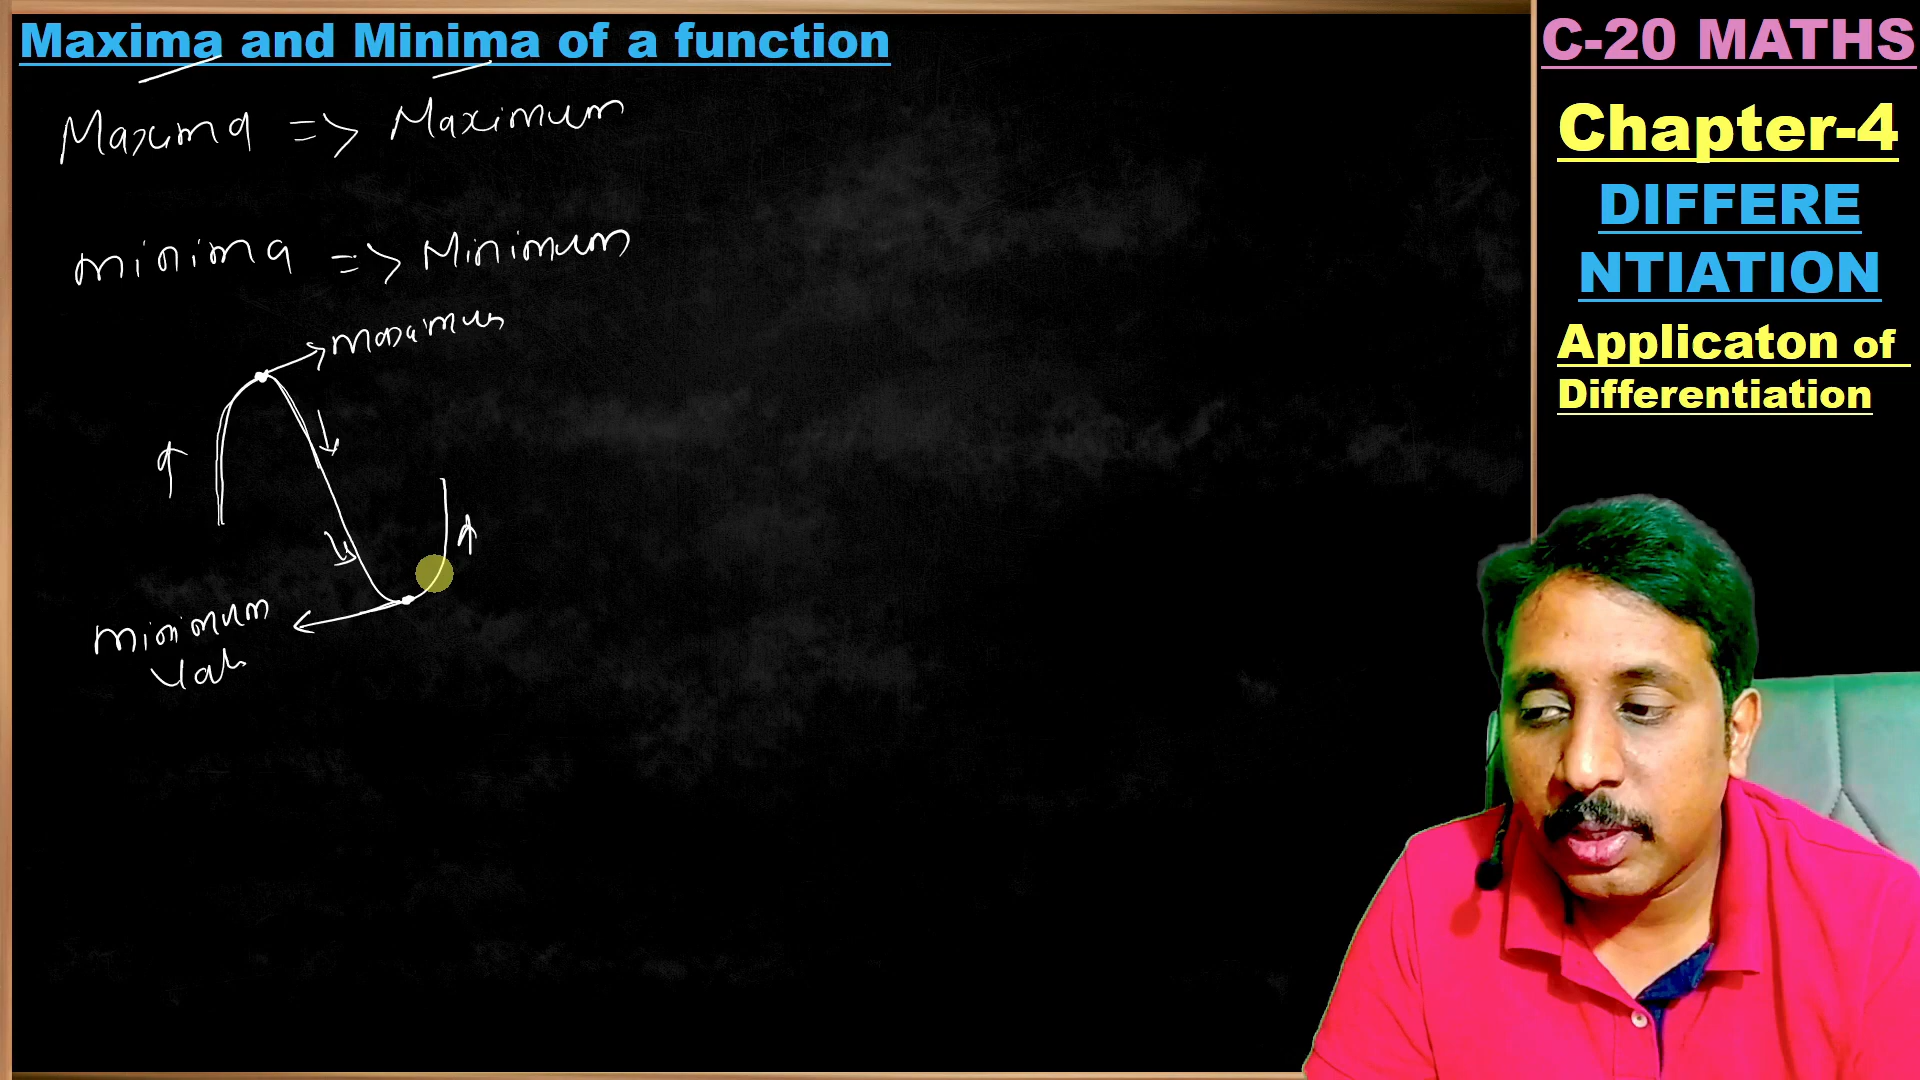 Maxima and Minima of a function
Maxima => Maximum
minima => Minimum
maximum
minimum
C-20 MATHS
Chapter-4
DIFFERE
NTIATION
Applicaton of
Differentiation